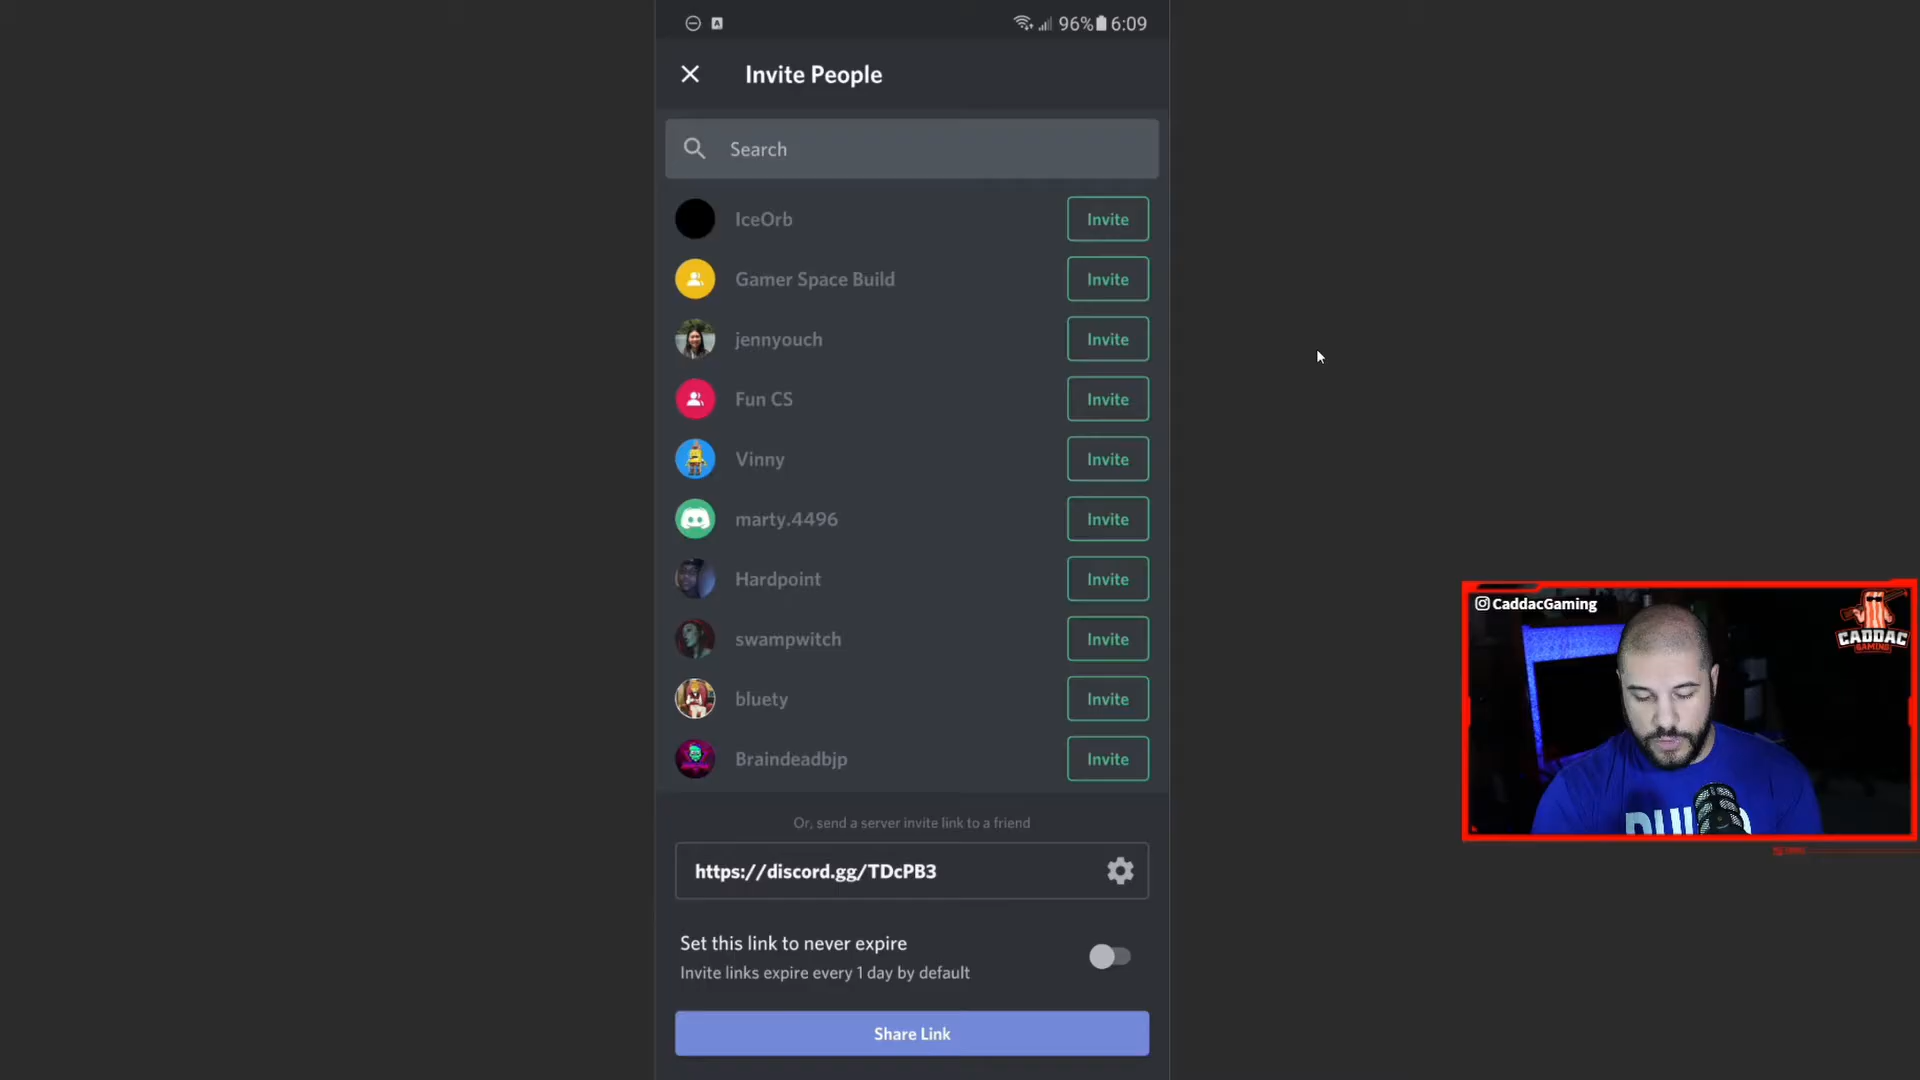 96% 6:09
Invite People
Search
IceOrb Invite
Gamer Space Build Invite
jennyouch Invite
Fun CS Invite
Vinny Invite
marty.4496 Invite
Hardpoint Invite
swampwitch Invite
bluety Invite
Braindeadbjp Invite
Or, send a server invite link to a friend
https://discord.gg/TDcPB3
Set this link to never expire
Invite links expire every 1 day by default
Share Link
CaddacGaming
CADDAC
GAMING